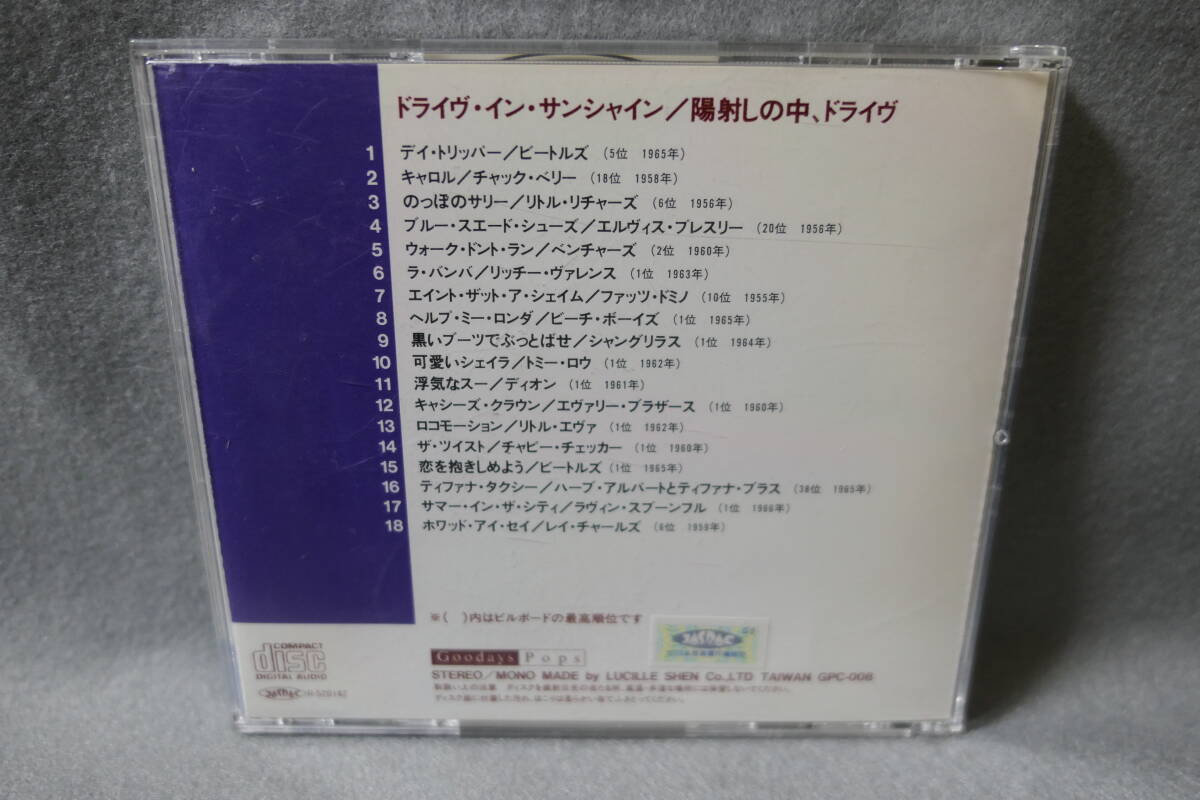 ドライヴ・イン・サンシャイン／陽射しの中、ドライヴ
1 デイ・トリッパー／ビートルズ (5位 1965年)
2 キャロル／チャック・ベリー (18位 1958年)
3 のっぽのサリー／リトル・リチャーズ (6位 1956年)
4 ブルー・スエード・シューズ／エルヴィス・プレスリー (20位 1956年)
5 ウォーク・ドント・ラン／ベンチャーズ (2位 1960年)
6 ラ・バンバ／リッチー・ヴァレンス (1位 1963年)
7 エイント・ザット・ア・シェイム／ファッツ・ドミノ (10位 1955年)
8 ヘルプ・ミー・ロンダ／ビーチ・ボーイズ (1位 1965年)
9 黒いブーツでぶっとばせ／シャングリラス (1位 1964年)
10 可愛いシェイラ／トミー・ロウ (1位 1962年)
11 浮気なスー／ディオン (1位 1961年)
12 キャシーズ・クラウン／エヴァリー・ブラザース (1位 1960年)
13 ロコモーション／リトル・エヴァ (1位 1962年)
14 ザ・ツイスト／チャビー・チェッカー (1位 1960年)
15 恋を抱きしめよう／ビートルズ (1位 1965年)
16 ティファナ・タクシー／ハーブ・アルバートとティファナ・ブラス (38位 1965年)
17 サマー・イン・ザ・シティ／ラヴィン・スプーンフル (1位 1966年)
18 ホワッド・アイ・セイ／レイ・チャールズ (6位 1959年)
※( )内はビルボードの最高順位です
COMPACT
disc
DIGITAL AUDIO
Goodays Pops
STEREO／MONO MADE by LUCILLE SHEN Co.,LTD TAIWAN GPC-008